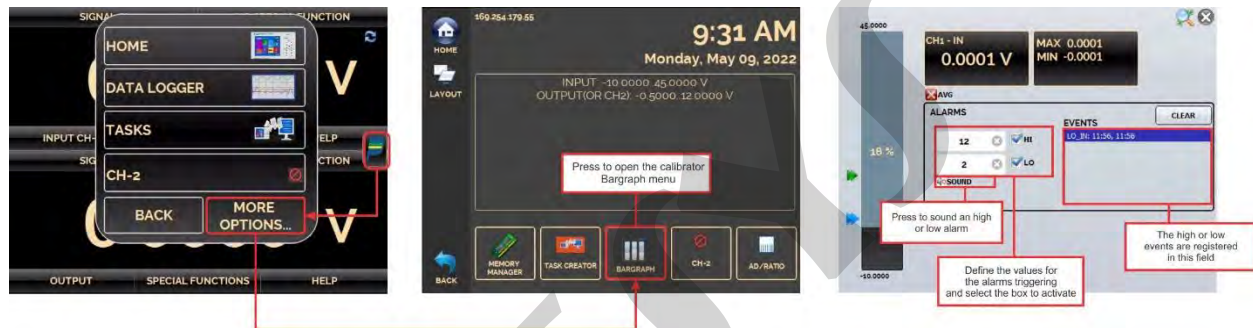 SIGNAL
FUNCTION
HOME
DATA LOGGER
TASKS
CH-2
BACK
MORE
OPTIONS...
V
INPUT CH-
HELP
SIG
CTION
V
OUTPUT
SPECIAL FUNCTIONS
HELP
169.254.179.55
HOME
LAYOUT
9:31 AM
Monday, May 09, 2022
INPUT: -10.0000. 45.0000 V
OUTPUT(OR CH2): -0.5000. 12.0000 V
Press to open the calibrator
Bargraph menu
BACK
MEMORY
MANAGER
TASK CREATOR
BARGRAPH
CH-2
AD/RATIO
45.0000
18 %
-10.0000
CH1 - IN
0.0001 V
MAX 0.0001
MIN -0.0001
AVG
ALARMS
12
HI
2
LO
SOUND
EVENTS
CLEAR
LO_IN: 11:56, 11:56
Press to sound an high
or low alarm
Define the values for
the alarms triggering
and select the box to activate
The high or low
events are registered
in this field